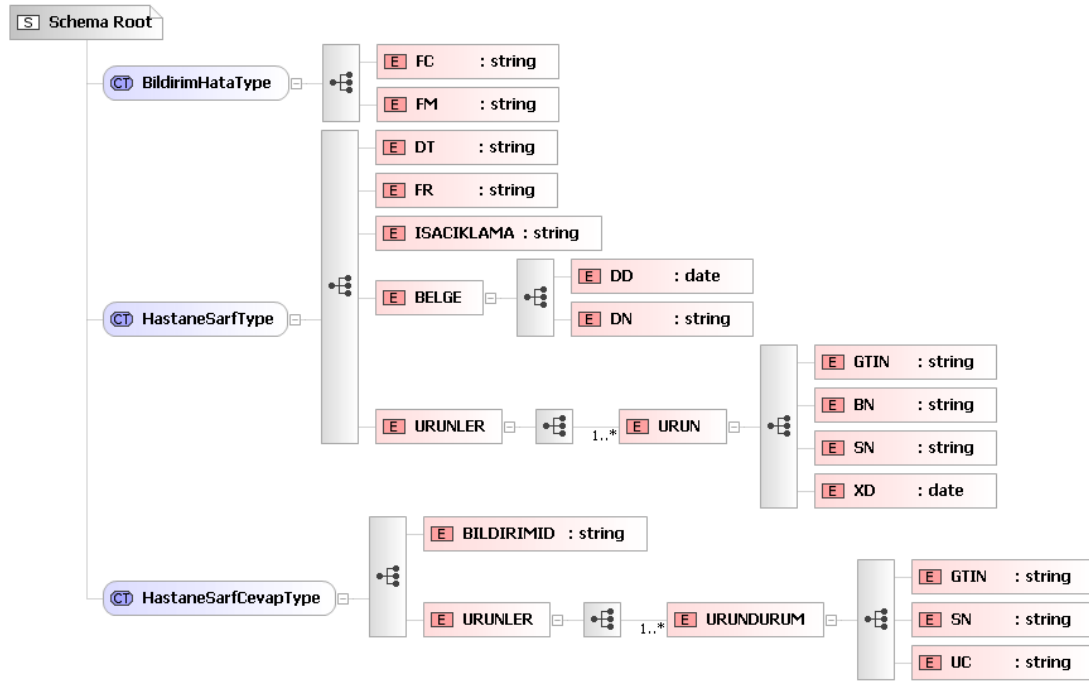 S Schema Root
CT BildirimHataType
E FC : string
E FM : string
CT HastaneSarfType
E DT : string
E FR : string
E ISACIKLAMA : string
E BELGE
E DD : date
E DN : string
E URUNLER
1..*
E URUN
E GTIN : string
E BN : string
E SN : string
E XD : date
CT HastaneSarfCevapType
E BILDIRIMID : string
E URUNLER
1..*
E URUNDURUM
E GTIN : string
E SN : string
E UC : string